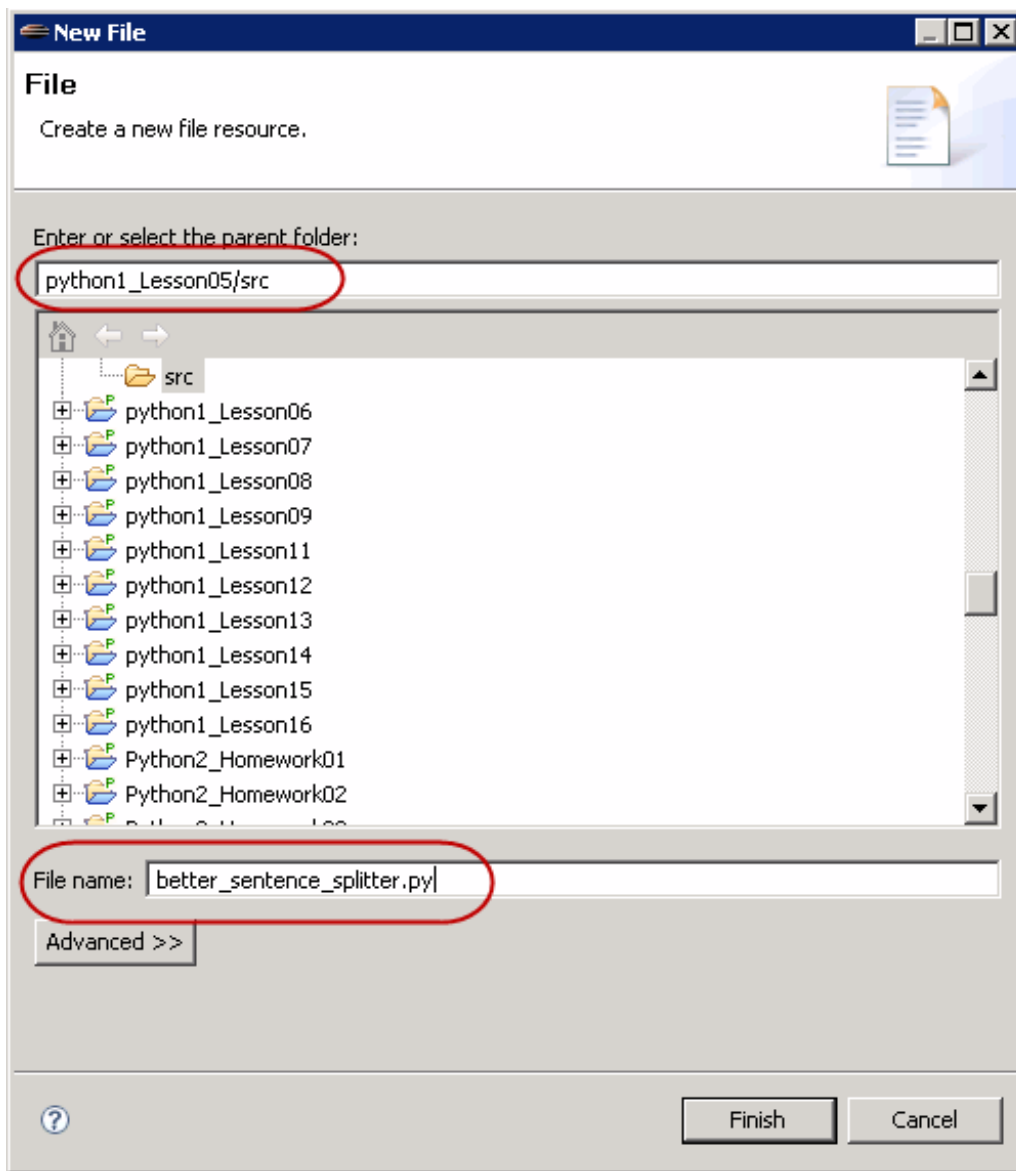 New File
File
Create a new file resource.
Enter or select the parent folder:
python1_Lesson05/src
src
python1_Lesson06
python1_Lesson07
python1_Lesson08
python1_Lesson09
python1_Lesson11
python1_Lesson12
python1_Lesson13
python1_Lesson14
python1_Lesson15
python1_Lesson16
Python2_Homework01
Python2_Homework02
File name: better_sentence_splitter.py
Advanced >>
Finish Cancel